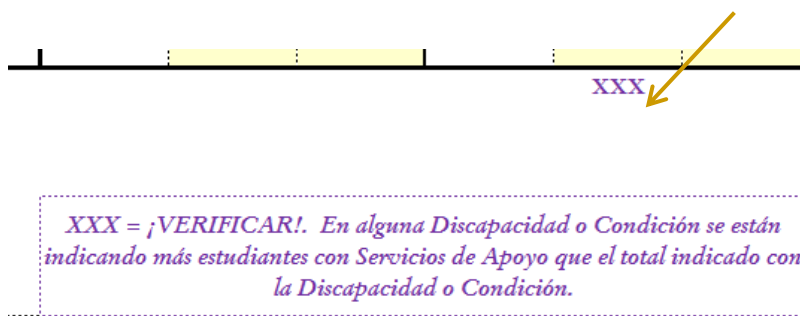 XXX
XXX = ¡VERIFICAR!. En alguna Discapacidad o Condición se están
indicando más estudiantes con Servicios de Apoyo que el total indicado con
la Discapacidad o Condición.